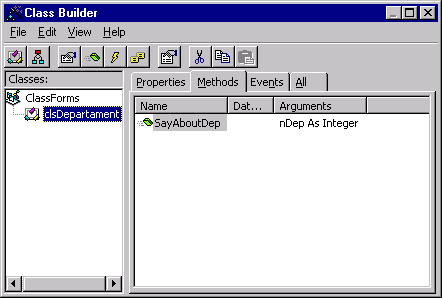 Class Builder
File Edit View Help
Classes:
ClassForms
clsDepartament
Properties Methods Events All
Name Dat... Arguments
SayAboutDep nDep As Integer